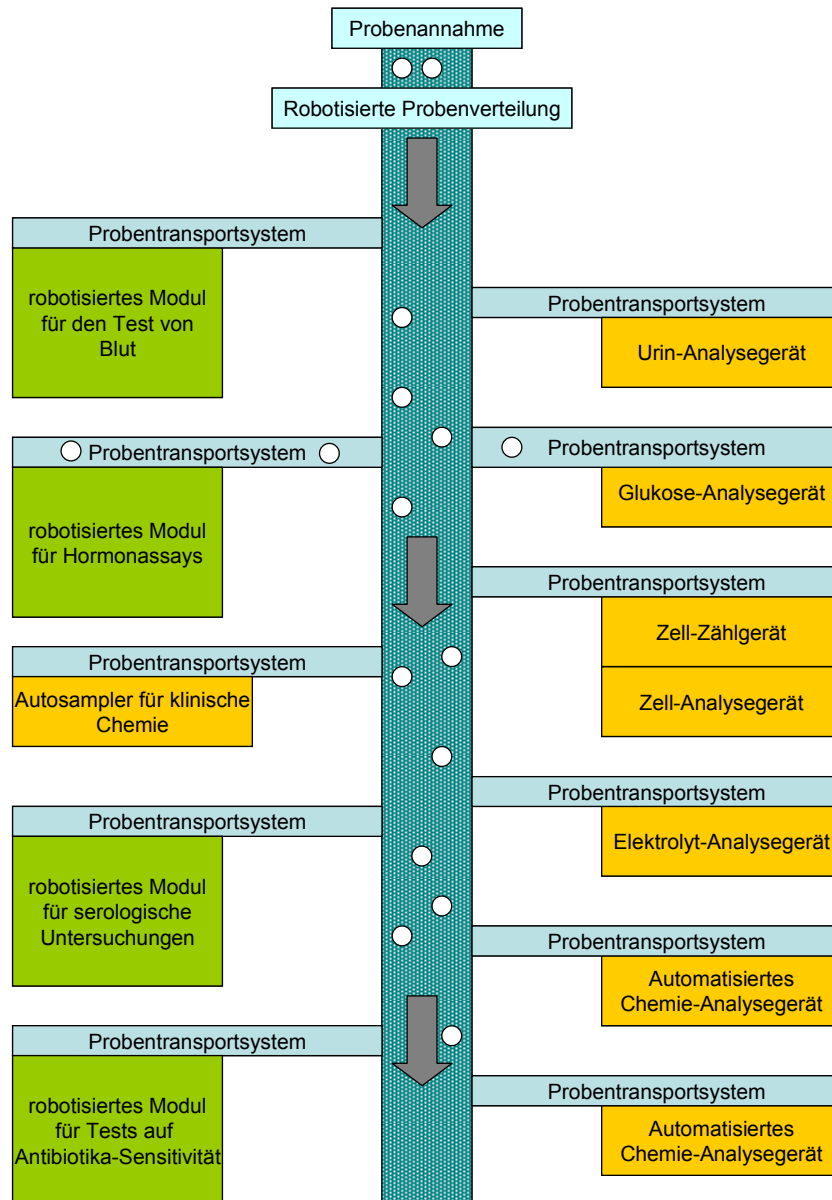 Probenannahme
Robotisierte Probenverteilung
Probentransportsystem
robotisiertes Modul
für den Test von
Blut
Probentransportsystem
Urin-Analysegerät
Probentransportsystem
robotisiertes Modul
für Hormonassays
Probentransportsystem
Glukose-Analysegerät
Probentransportsystem
Zell-Zählgerät
Zell-Analysegerät
Probentransportsystem
Autosampler für klinische
Chemie
Probentransportsystem
Elektrolyt-Analysegerät
Probentransportsystem
robotisiertes Modul
für serologische
Untersuchungen
Probentransportsystem
Automatisiertes
Chemie-Analysegerät
Probentransportsystem
robotisiertes Modul
für Tests auf
Antibiotika-Sensitivität
Probentransportsystem
Automatisiertes
Chemie-Analysegerät